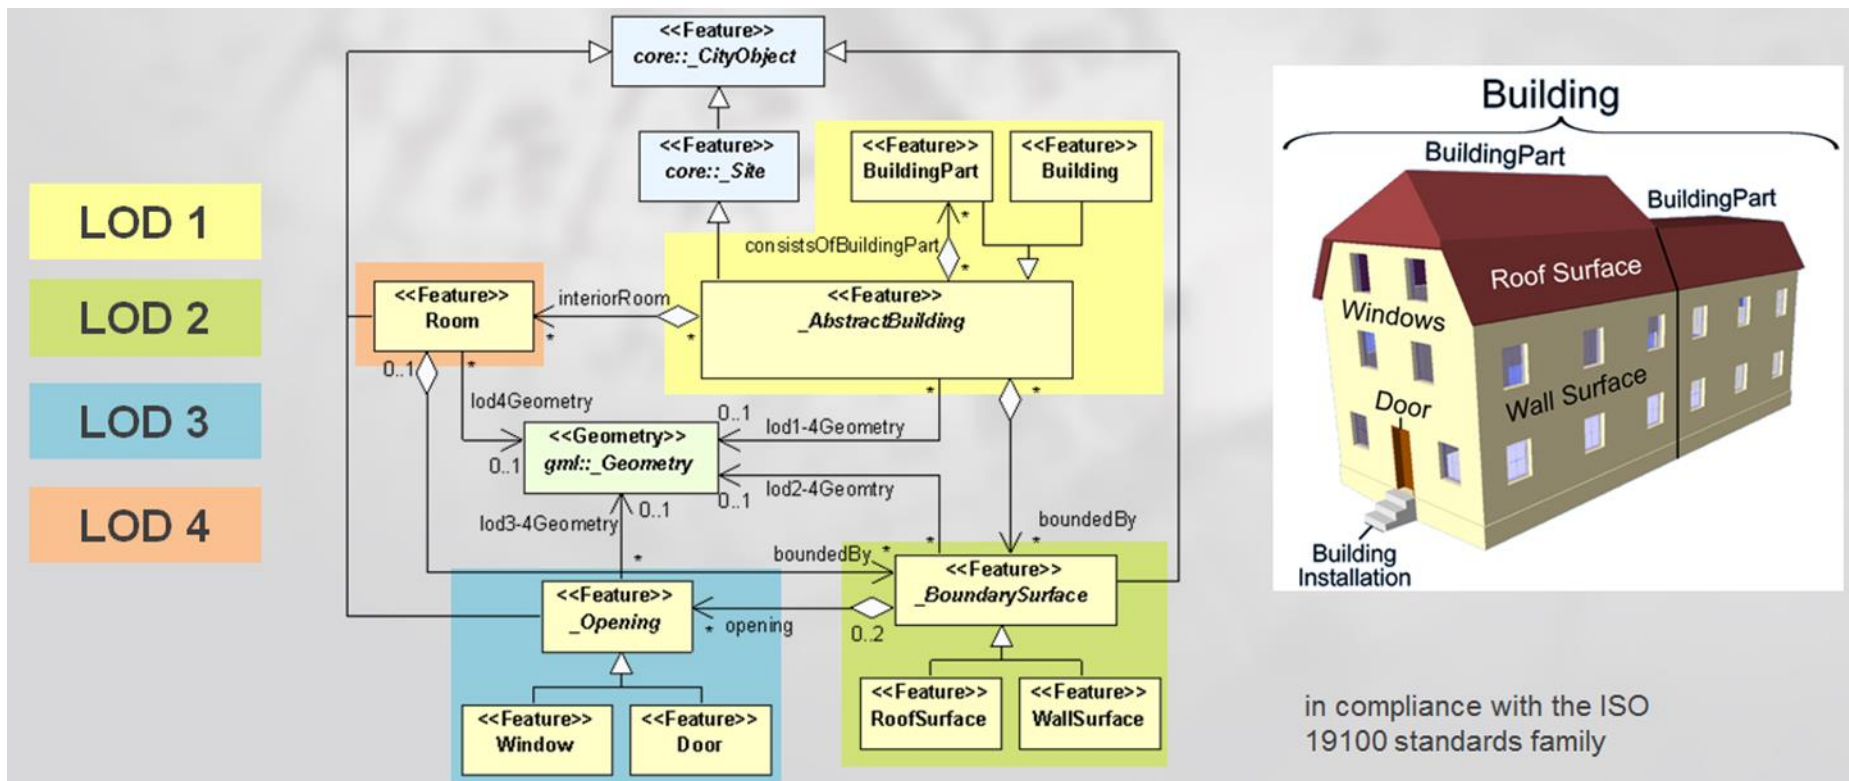 LOD 1
LOD 2
LOD 3
LOD 4
<<Feature>>
core::_CityObject
<<Feature>>
core::_Site
<<Feature>>
BuildingPart
<<Feature>>
Building
*
consistsOfBuildingPart
*
<<Feature>>
Room
interiorRoom
*
*
<<Feature>>
_AbstractBuilding
0..1
*
lod4Geometry
0..1
*
*
0..1
lod1-4Geometry
<<Geometry>>
gml::_Geometry
0..1
lod2-4Geomtry
0..1
lod3-4Geometry
*
boundedBy
*
*
boundedBy
*
<<Feature>>
_Opening
* opening
0..2
<<Feature>>
_BoundarySurface
<<Feature>>
Window
<<Feature>>
Door
<<Feature>>
RoofSurface
<<Feature>>
WallSurface
Building
BuildingPart
BuildingPart
Roof Surface
Windows
Wall Surface
Door
Building
Installation
in compliance with the ISO
19100 standards family